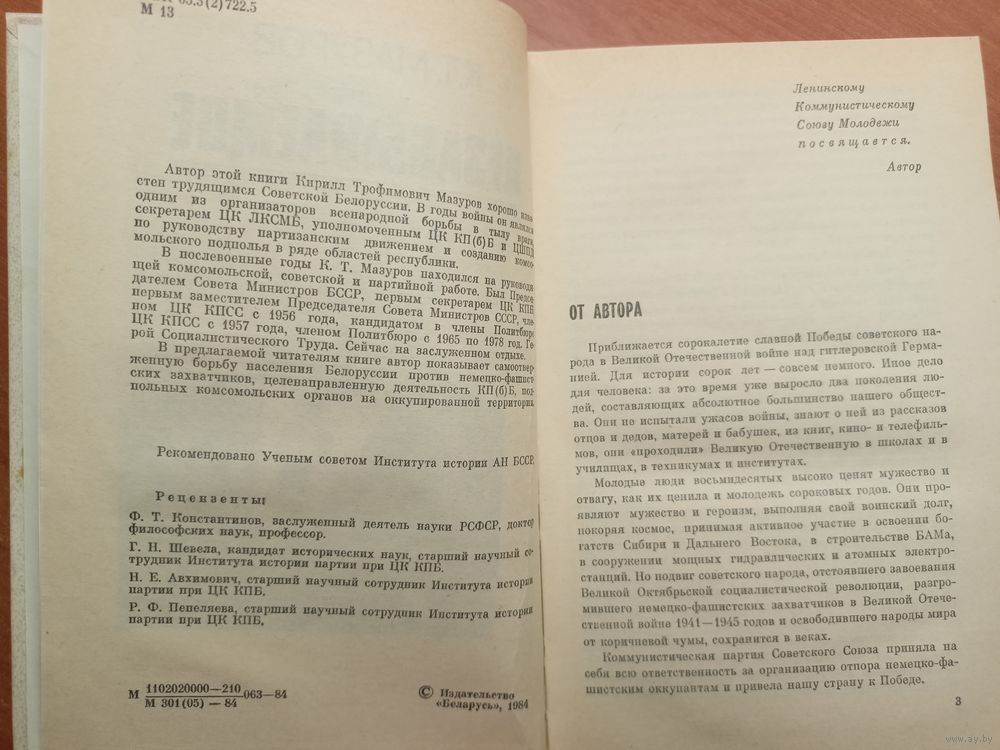 63.3(2)722.5
М 13
Автор этой книги Кирилл Трофимович Мазуров хорошо изве-
стен трудящимся Советской Белоруссии. В годы войны он являлся
одним из организаторов всенародной борьбы в тылу врага,
секретарем ЦК ЛКСМБ, уполномоченным ЦК КП(б)Б и ЦШПД
по руководству партизанским движением и созданию комсо-
мольского подполья в ряде областей республики.
В послевоенные годы К. Т. Мазуров находился на руководя
щей комсомольской, советской и партийной работе. Был Предсе
дателем Совета Министров БССР, первым секретарем ЦК КПБ
первым заместителем Председателя Совета Министров СССР, чле-
ном ЦК КПСС с 1956 года, кандидатом в члены Политбюро
ЦК КПСС с 1957 года, членом Политбюро с 1965 по 1978 год. Ге-
рой Социалистического Труда. Сейчас на заслуженном отдыхе.
В предлагаемой читателям книге автор показывает самоотвер-
женную борьбу населения Белоруссии против немецко-фашист-
ских захватчиков, целенаправленную деятельность КП(б)Б, под-
польных комсомольских органов на оккупированной территории.
Рекомендовано Ученым советом Института истории АН БССР.
Рецензенты:
Ф. Т. Константинов, заслуженный деятель науки РСФСР, доктор
философских наук, профессор.
Г. Н. Шевела, кандидат исторических наук, старший научный со-
трудник Института истории партии при ЦК КПБ.
Н. Е. Авхимович, старший научный сотрудник Института истории
партии при ЦК КПБ.
Р. Ф. Пепеляева, старший научный сотрудник Института истории
партии при ЦК КПБ.
М 1102020000—210 063—84
М 301(05) — 84
© Издательство
«Беларусь», 1984
Ленинскому
Коммунистическому
Союзу Молодежи
посвящается.
Автор
ОТ АВТОРА
Приближается сорокалетие славной Победы советского на-
рода в Великой Отечественной войне над гитлеровской Герма-
нией. Для истории сорок лет — совсем немного. Иное дело
для человека: за это время уже выросло два поколения лю-
дей, составляющих абсолютное большинство нашего общест-
ва. Они не испытали ужасов войны, знают о ней из рассказов
отцов и дедов, матерей и бабушек, из книг, кино- и телефиль-
мов, они «проходили» Великую Отечественную в школах и в
училищах, в техникумах и институтах.
Молодые люди восьмидесятых высоко ценят мужество и
отвагу, как их ценила и молодежь сороковых годов. Они про-
являют мужество и героизм, выполняя свой воинский долг,
покоряя космос, принимая активное участие в освоении бо-
гатств Сибири и Дальнего Востока, в строительстве БАМа,
в сооружении мощных гидравлических и атомных электро-
станций. Но подвиг советского народа, отстоявшего завоевания
Великой Октябрьской социалистической революции, разгро-
мившего немецко-фашистских захватчиков в Великой Отече-
ственной войне 1941—1945 годов и освободившего народы мира
от коричневой чумы, сохранится в веках.
Коммунистическая партия Советского Союза приняла на
себя всю ответственность за организацию отпора немецко-фа-
шистским оккупантам и привела нашу страну к Победе.
3
www.ay.by